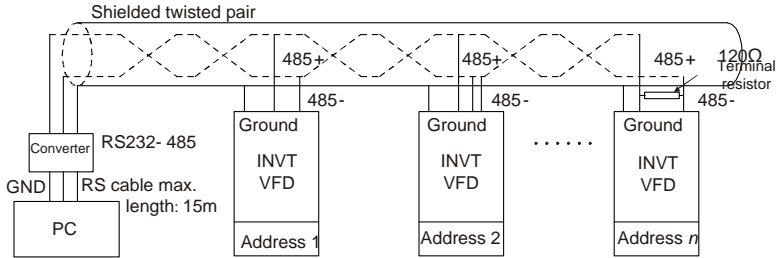 Shielded twisted pair
485+
485+
485+
120Ω
Terminal
resistor
485-
485-
485-
Ground
Ground
Ground
Converter
RS232- 485
INVT
VFD
INVT
VFD
......
INVT
VFD
GND
RS cable max.
length: 15m
PC
Address 1
Address 2
Address n